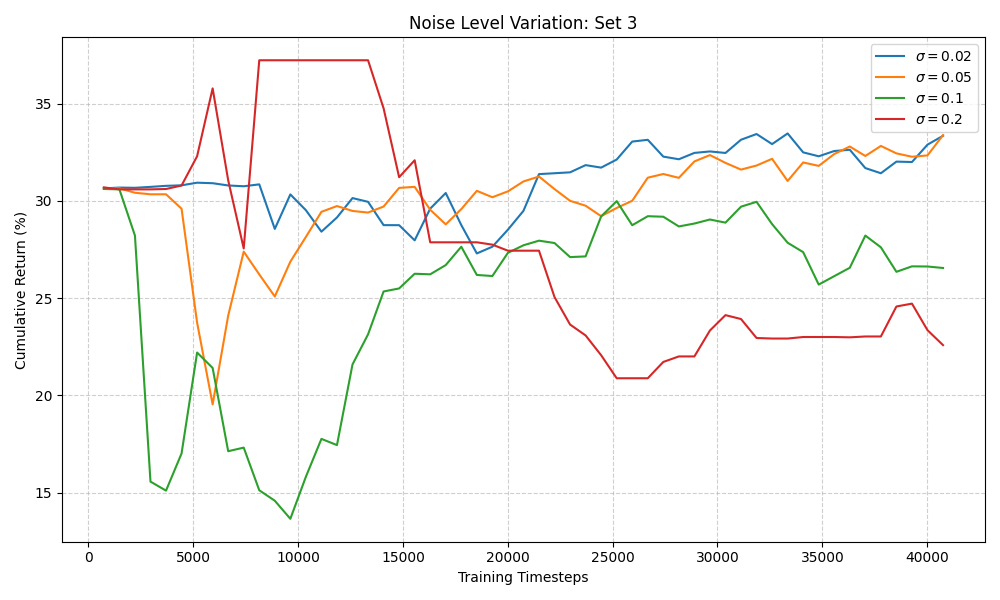 Noise Level Variation: Set 3
σ = 0.02
σ = 0.05
σ = 0.1
σ = 0.2
Cumulative Return (%)
35
30
25
20
15
0 5000 10000 15000 20000 25000 30000 35000 40000
Training Timesteps